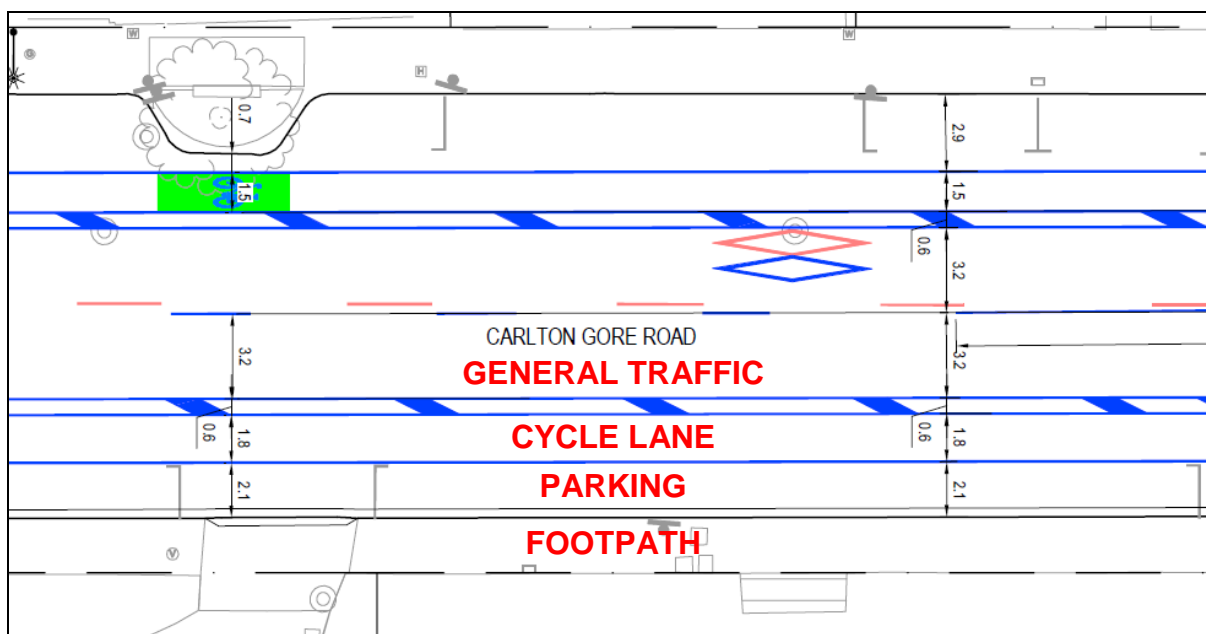 W
W
G
H
0.7
2.9
1.5
1.5
0.6
3.2
CARLTON GORE ROAD
3.2
3.2
GENERAL TRAFFIC
0.6
0.6
1.8
CYCLE LANE
1.8
2.1
PARKING
2.1
FOOTPATH
V